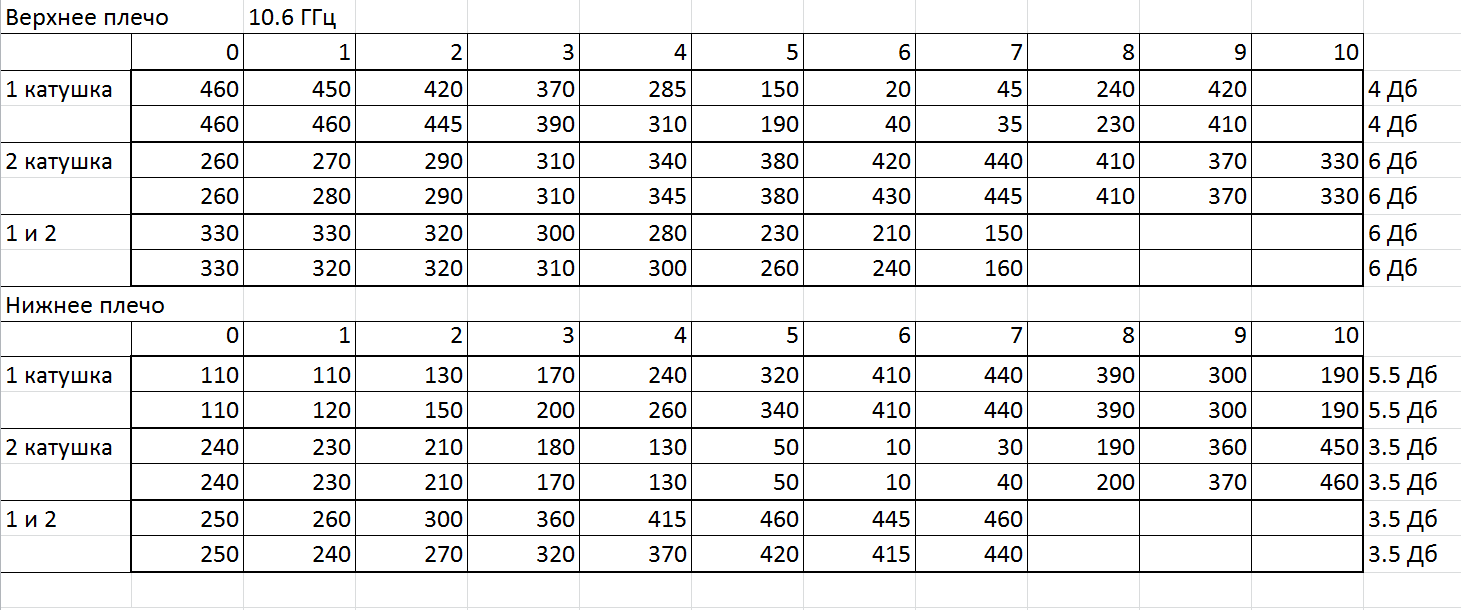 Верхнее плечо 10.6 ГГц
0 1 2 3 4 5 6 7 8 9 10
1 катушка 460 450 420 370 285 150 20 45 240 420 4 Дб
460 460 445 390 310 190 40 35 230 410 4 Дб
2 катушка 260 270 290 310 340 380 420 440 410 370 330 6 Дб
260 280 290 310 345 380 430 445 410 370 330 6 Дб
1 и 2 330 330 320 300 280 230 210 150 6 Дб
330 320 320 310 300 260 240 160 6 Дб
Нижнее плечо
0 1 2 3 4 5 6 7 8 9 10
1 катушка 110 110 130 170 240 320 410 440 390 300 190 5.5 Дб
110 120 150 200 260 340 410 440 390 300 190 5.5 Дб
2 катушка 240 230 210 180 130 50 10 30 190 360 450 3.5 Дб
240 230 210 170 130 50 10 40 200 370 460 3.5 Дб
1 и 2 250 260 300 360 415 460 445 460 3.5 Дб
250 240 270 320 370 420 415 440 3.5 Дб